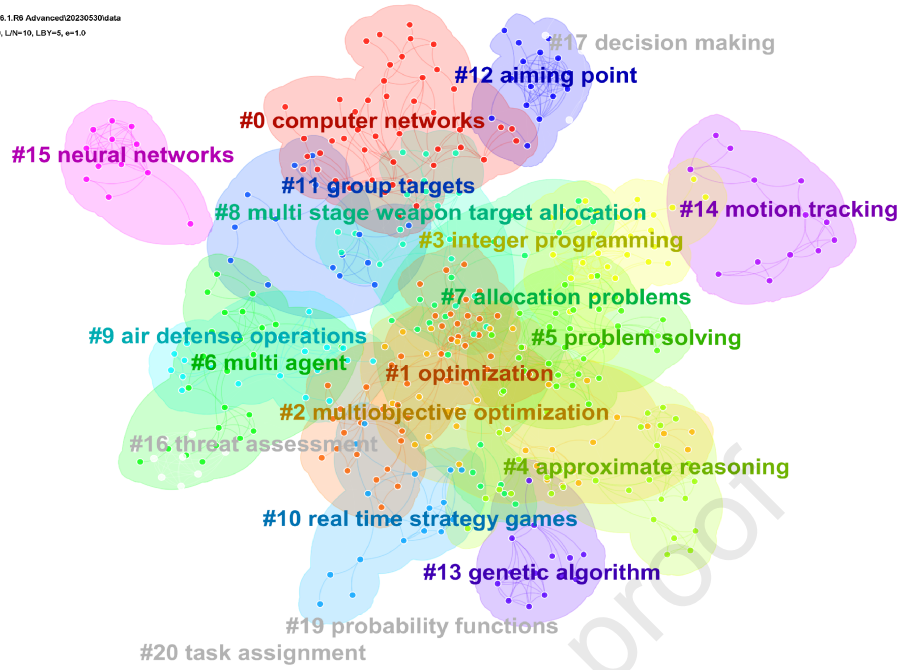 6.1.R6 Advanced\20230530\data
, L/N=10, LBY=5, e=1.0
#17 decision making
#12 aiming point
#0 computer networks
#15 neural networks
#11 group targets
#8 multi stage weapon target allocation
#14 motion tracking
#3 integer programming
#7 allocation problems
#9 air defense operations
#5 problem solving
#6 multi agent
#1 optimization
#2 multiobjective optimization
#16 threat assessment
#4 approximate reasoning
#10 real time strategy games
#13 genetic algorithm
#19 probability functions
#20 task assignment
proof